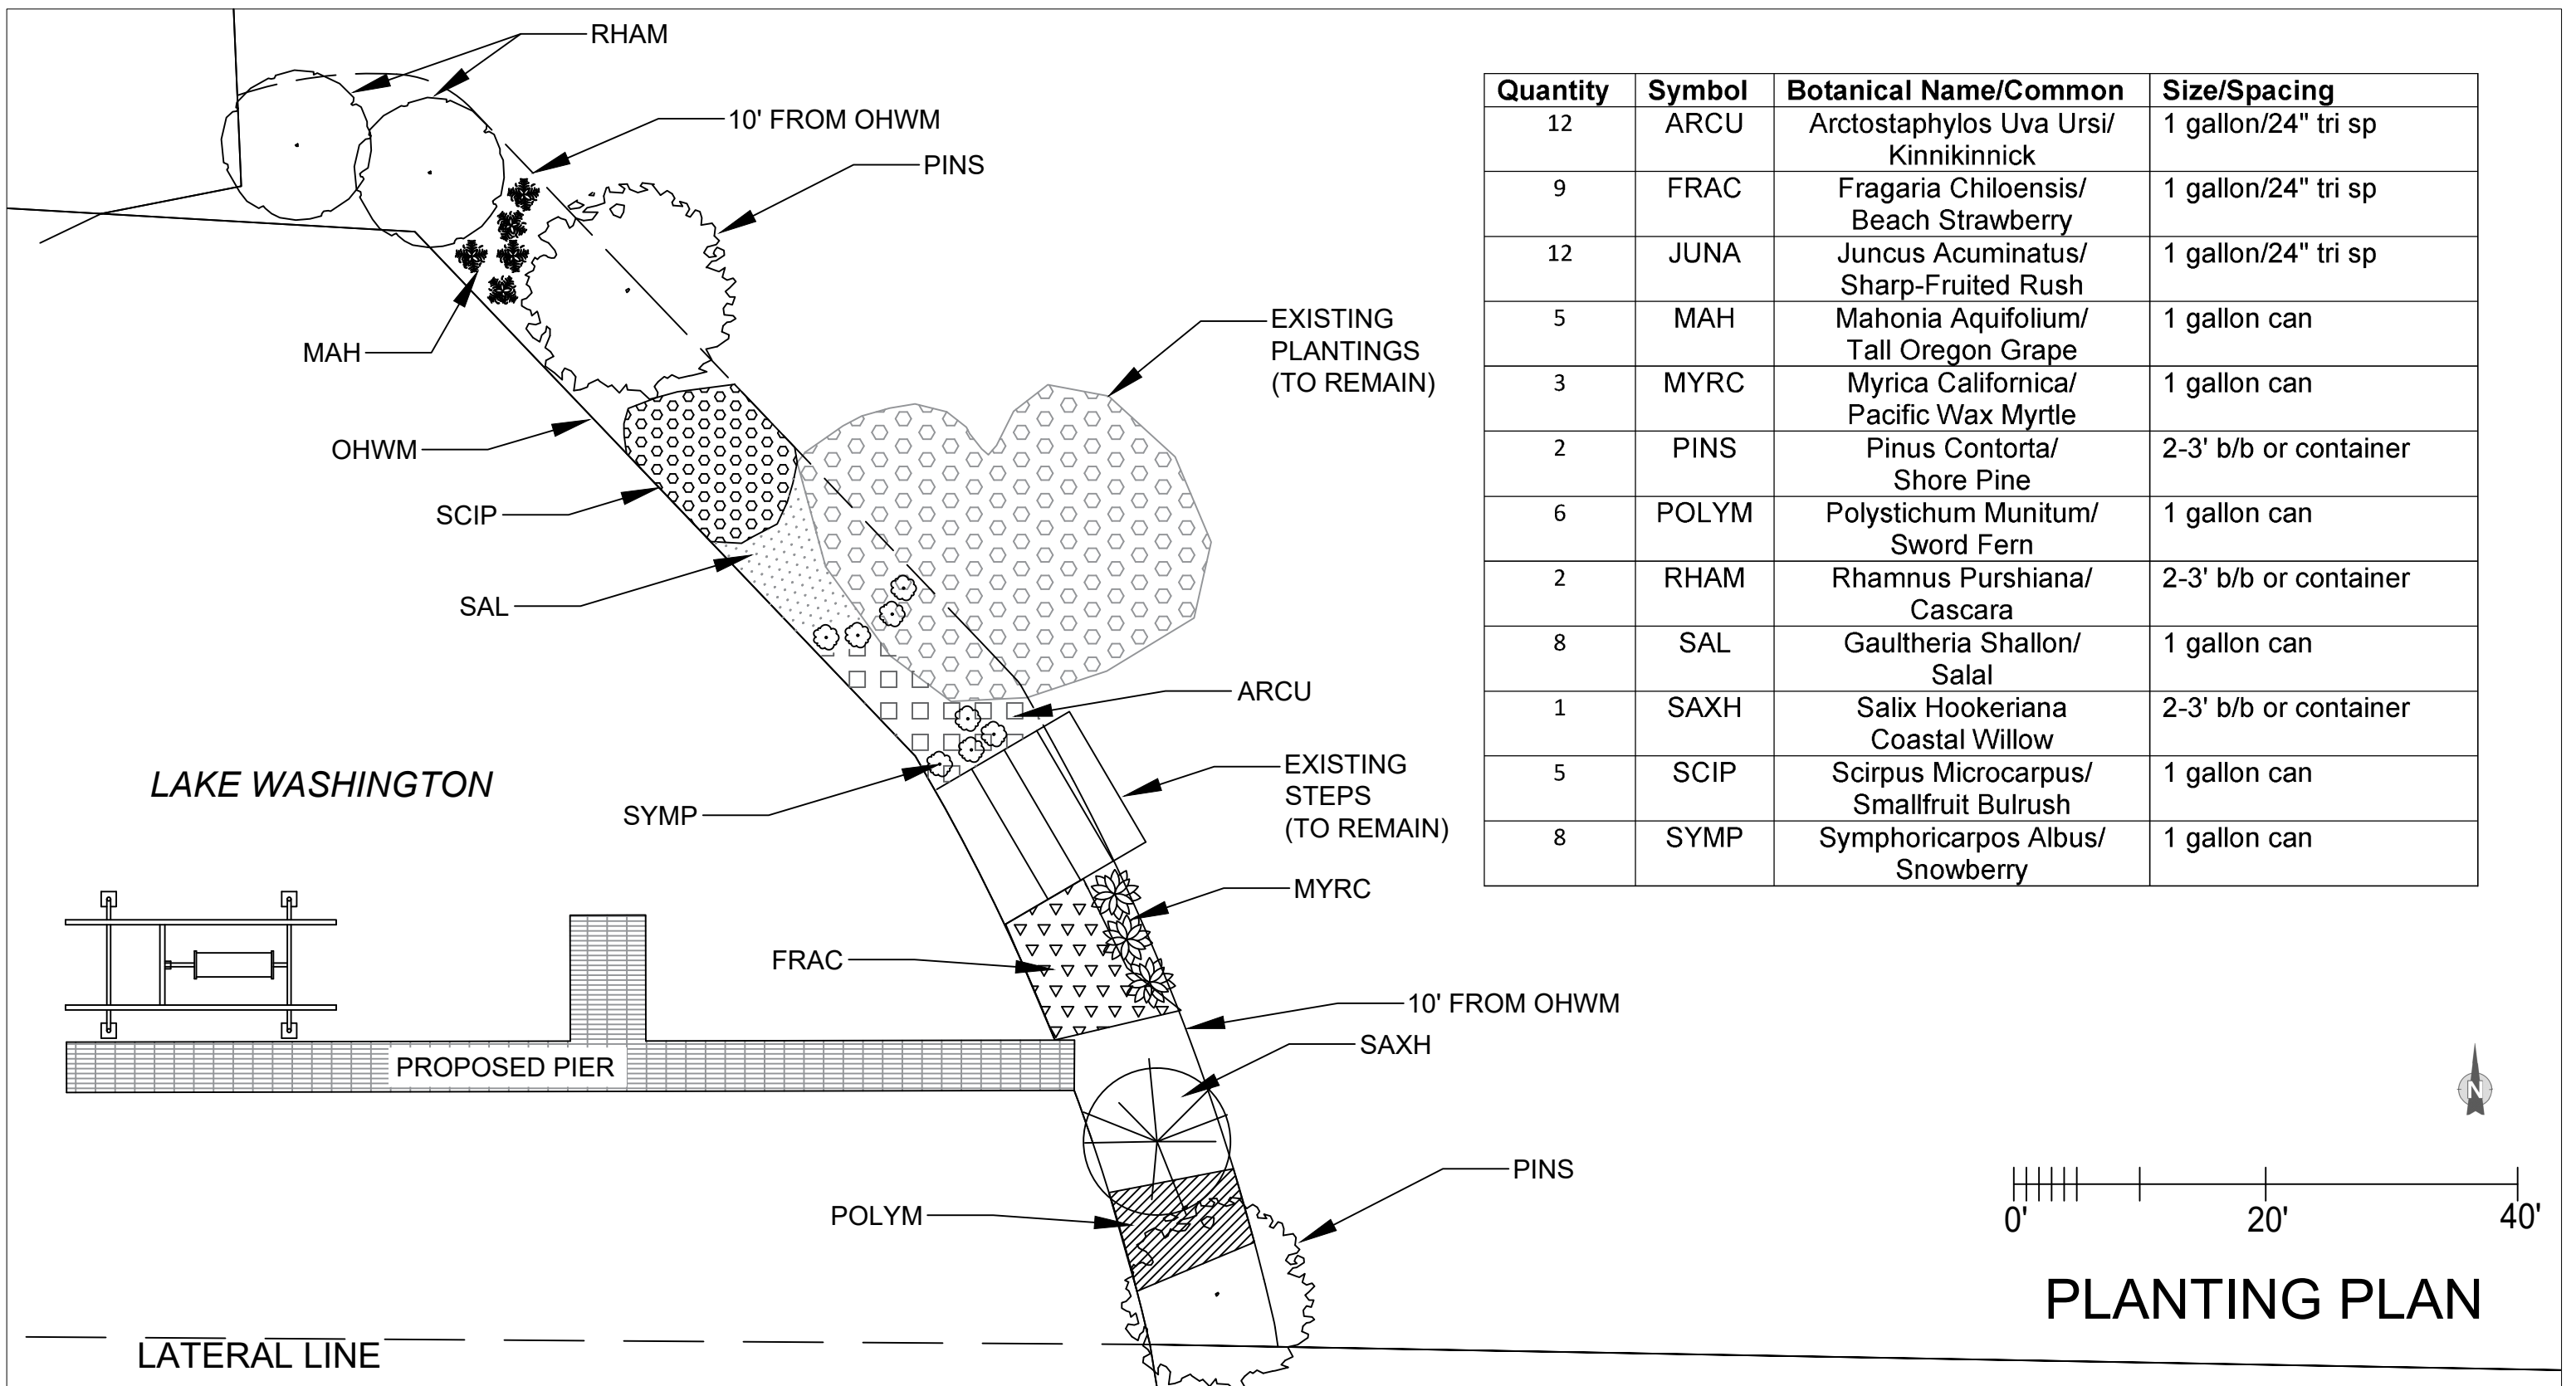 RHAM
10' FROM OHWM
PINS
MAH
EXISTING
PLANTINGS
(TO REMAIN)
OHWM
SCIP
SAL
ARCU
LAKE WASHINGTON
EXISTING
STEPS
(TO REMAIN)
SYMP
MYRC
FRAC
10' FROM OHWM
SAXH
PROPOSED PIER
PINS
POLYM
LATERAL LINE
Quantity Symbol Botanical Name/Common Size/Spacing
12 ARCU Arctostaphylos Uva Ursi/ 1 gallon/24" tri sp
Kinnikinnick
9 FRAC Fragaria Chiloensis/ 1 gallon/24" tri sp
Beach Strawberry
12 JUNA Juncus Acuminatus/ 1 gallon/24" tri sp
Sharp-Fruited Rush
5 MAH Mahonia Aquifolium/ 1 gallon can
Tall Oregon Grape
3 MYRC Myrica Californica/ 1 gallon can
Pacific Wax Myrtle
2 PINS Pinus Contorta/ 2-3' b/b or container
Shore Pine
6 POLYM Polystichum Munitum/ 1 gallon can
Sword Fern
2 RHAM Rhamnus Purshiana/ 2-3' b/b or container
Cascara
8 SAL Gaultheria Shallon/ 1 gallon can
Salal
1 SAXH Salix Hookeriana 2-3' b/b or container
Coastal Willow
5 SCIP Scirpus Microcarpus/ 1 gallon can
Smallfruit Bulrush
8 SYMP Symphoricarpos Albus/ 1 gallon can
Snowberry
N
0' 20' 40'
PLANTING PLAN